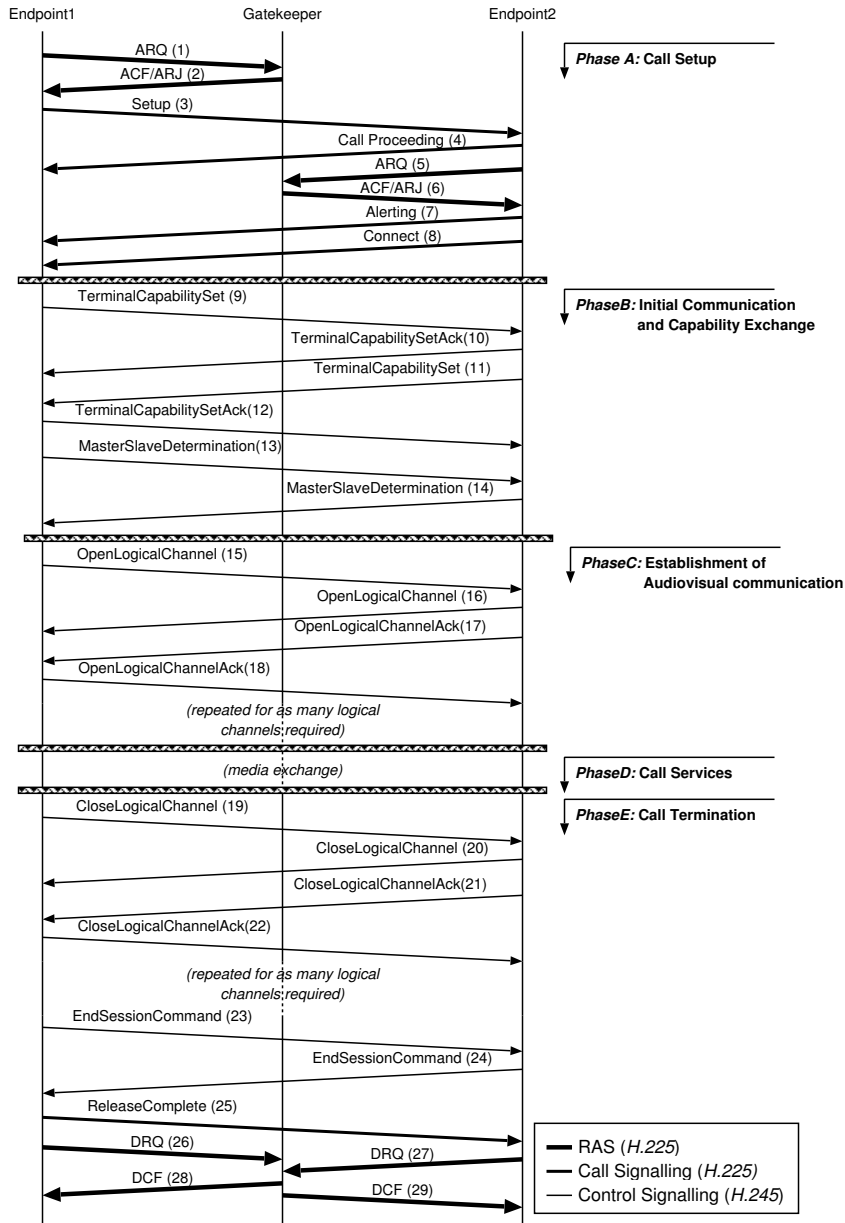 Endpoint1 Gatekeeper Endpoint2
ARQ (1)
Phase A: Call Setup
ACF/ARJ (2)
Setup (3)
Call Proceeding (4)
ARQ (5)
ACF/ARJ (6)
Alerting (7)
Connect (8)
TerminalCapabilitySet (9)
PhaseB: Initial Communication
and Capability Exchange
TerminalCapabilitySetAck(10)
TerminalCapabilitySet (11)
TerminalCapabilitySetAck(12)
MasterSlaveDetermination(13)
MasterSlaveDetermination (14)
OpenLogicalChannel (15)
PhaseC: Establishment of
Audiovisual communication
OpenLogicalChannel (16)
OpenLogicalChannelAck(17)
OpenLogicalChannelAck(18)
(repeated for as many logical
channels required)
(media exchange)
PhaseD: Call Services
CloseLogicalChannel (19)
PhaseE: Call Termination
CloseLogicalChannel (20)
CloseLogicalChannelAck(21)
CloseLogicalChannelAck(22)
(repeated for as many logical
channels required)
EndSessionCommand (23)
EndSessionCommand (24)
ReleaseComplete (25)
DRQ (26)
DRQ (27)
DCF (28)
DCF (29)
RAS (H.225)
Call Signalling (H.225)
Control Signalling (H.245)